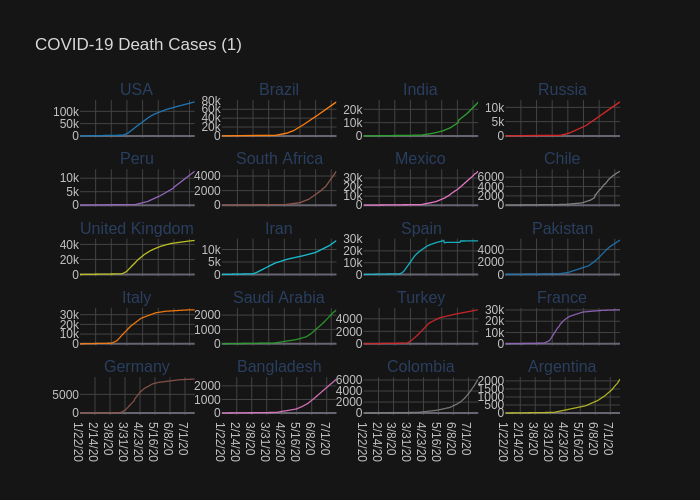 COVID-19 Death Cases (1)
USA
Brazil
India
Russia
100k
50k
0
80k
60k
40k
20k
0
20k
10k
0
10k
5k
0
Peru
South Africa
Mexico
Chile
10k
5k
0
4000
2000
0
30k
20k
10k
0
6000
4000
2000
0
United Kingdom
Iran
Spain
Pakistan
40k
20k
0
10k
5k
0
30k
20k
10k
0
4000
2000
0
Italy
Saudi Arabia
Turkey
France
30k
20k
10k
0
2000
1000
0
4000
2000
0
30k
20k
10k
0
Germany
Bangladesh
Colombia
Argentina
5000
0
2000
1000
0
6000
4000
2000
0
2000
1500
1000
500
0
1/22/20
2/14/20
3/8/20
3/31/20
4/23/20
5/16/20
6/8/20
7/1/20
1/22/20
2/14/20
3/8/20
3/31/20
4/23/20
5/16/20
6/8/20
7/1/20
1/22/20
2/14/20
3/8/20
3/31/20
4/23/20
5/16/20
6/8/20
7/1/20
1/22/20
2/14/20
3/8/20
3/31/20
4/23/20
5/16/20
6/8/20
7/1/20